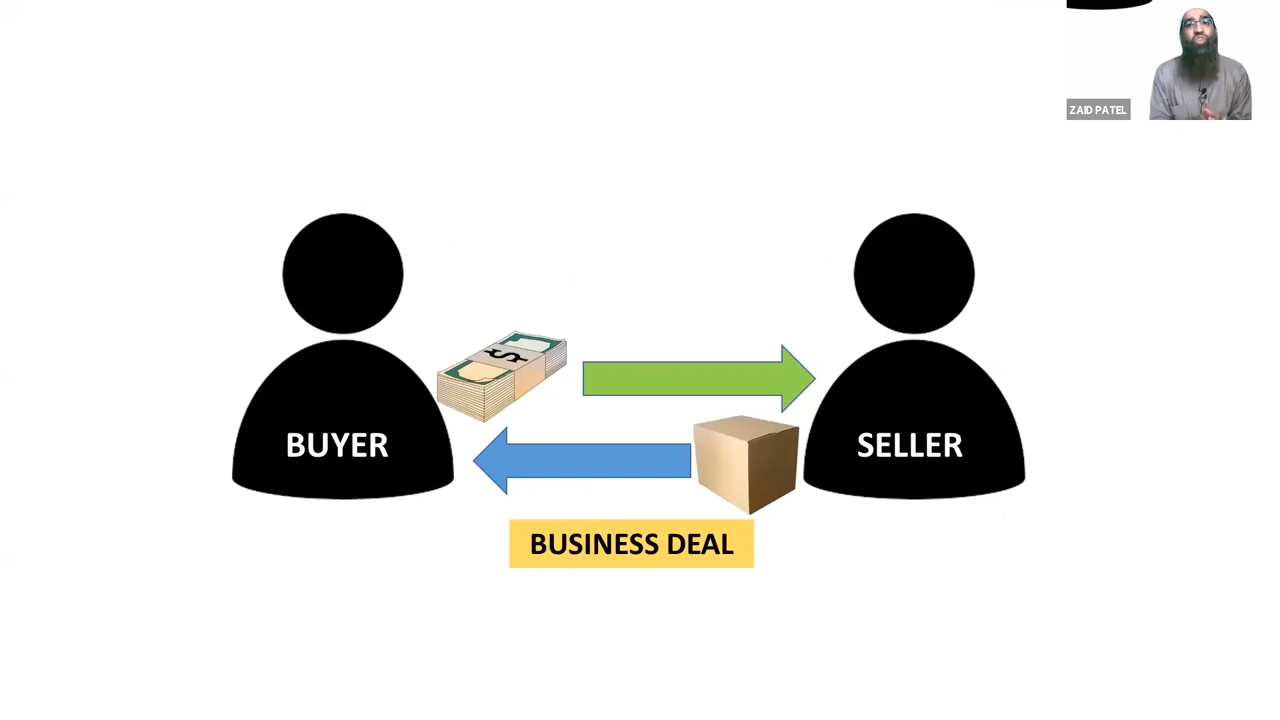 ZAID PATEL
BUYER
SELLER
$
BUSINESS DEAL